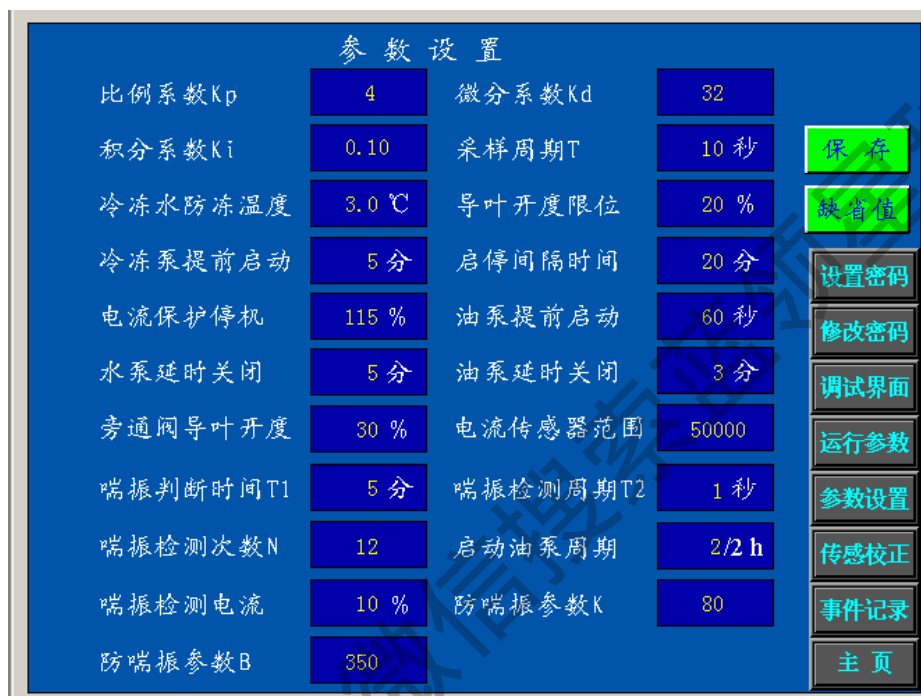 参数设置
比例系数Kp 4 微分系数Kd 32
积分系数Ki 0.10 采样周期T 10 秒 保存
冷冻水防冻温度 3.0 ℃ 导叶开度限位 20 % 缺省值
冷冻泵提前启动 5 分 启停间隔时间 20 分 设置密码
电流保护停机 115 % 油泵提前启动 60 秒 修改密码
水泵延时关闭 5 分 油泵延时关闭 3 分 调试界面
旁通阀导叶开度 30 % 电流传感器范围 50000 运行参数
喘振判断时间T1 5 分 喘振检测周期T2 1 秒 参数设置
喘振检测次数N 12 启动油泵周期 2/2 h 传感校正
喘振检测电流 10 % 防喘振参数K 80 事件记录
防喘振参数B 350 主页
微信搜索蓝领星球